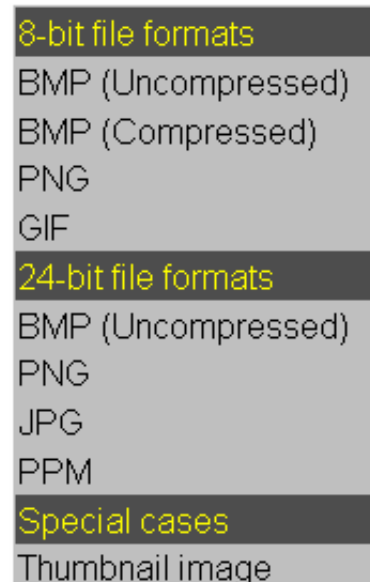 8-bit file formats
BMP (Uncompressed)
BMP (Compressed)
PNG
GIF
24-bit file formats
BMP (Uncompressed)
PNG
JPG
PPM
Special cases
Thumbnail image